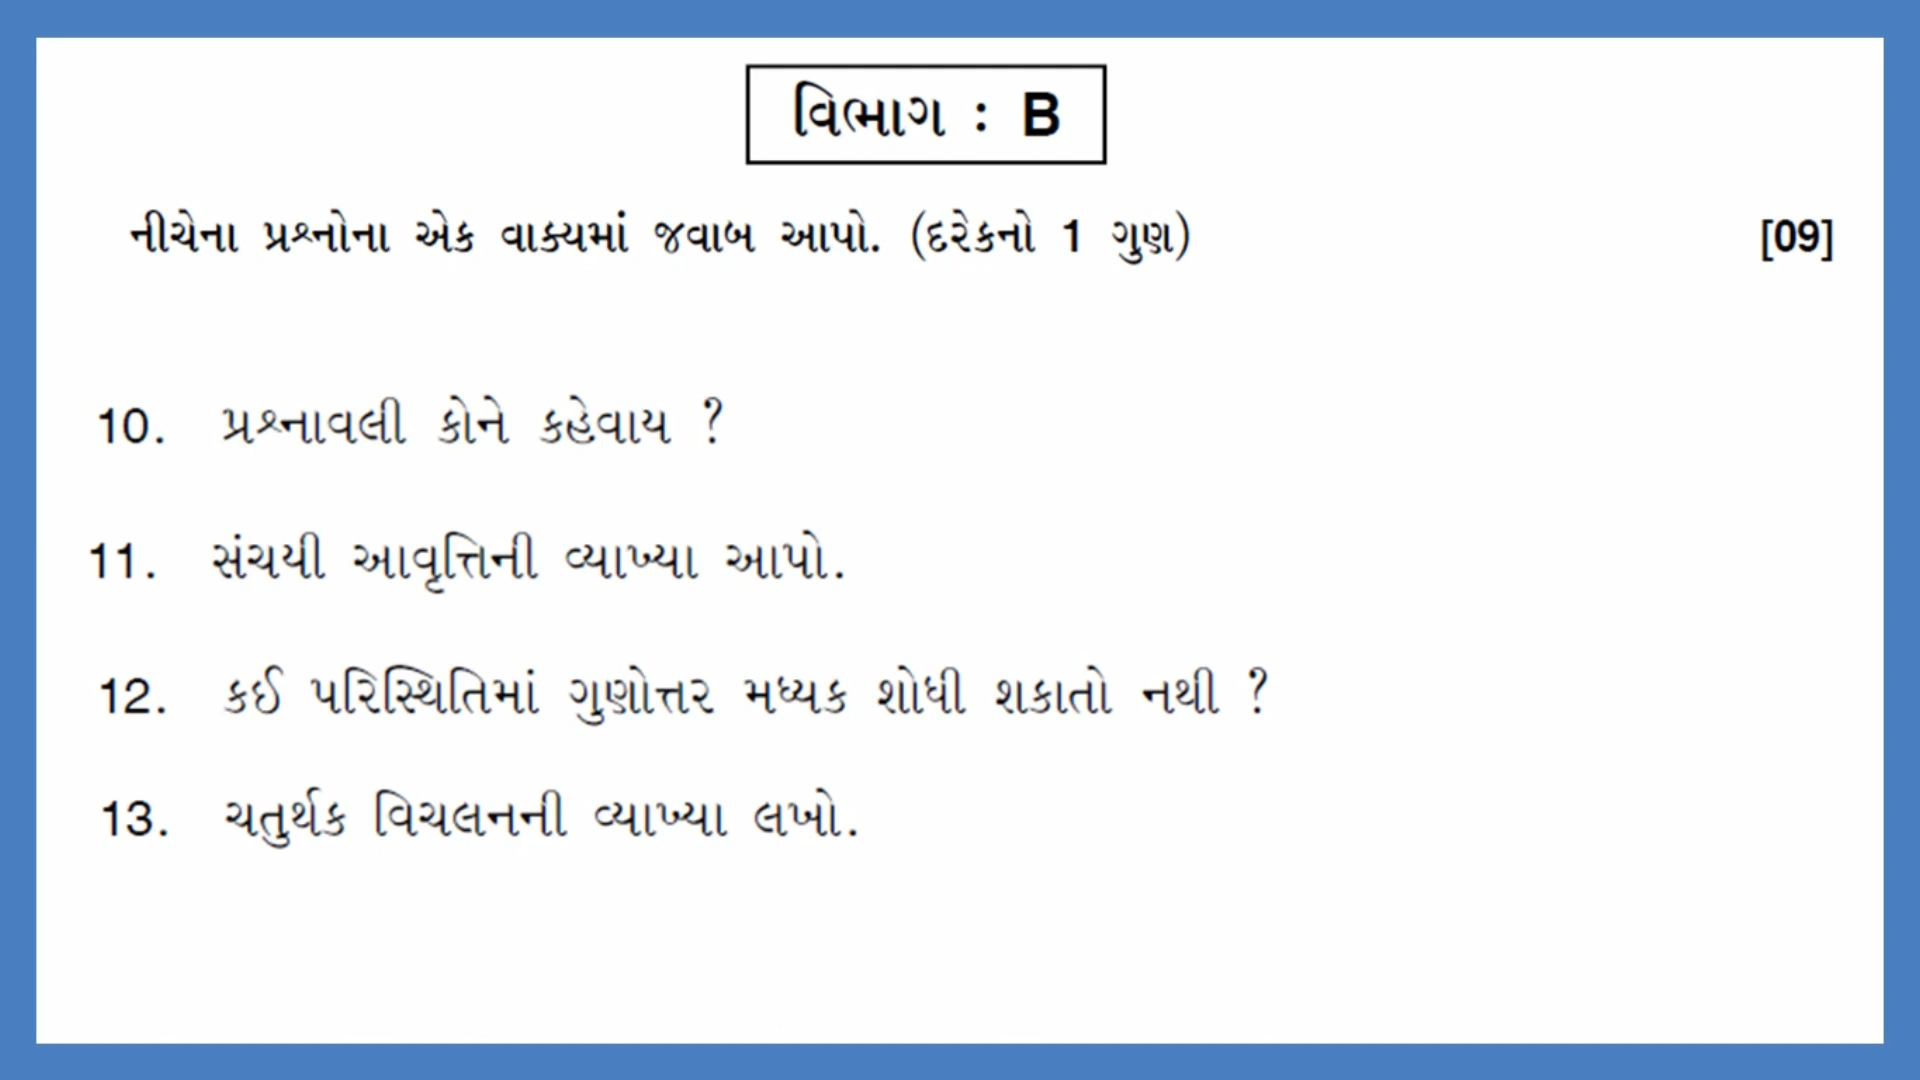 વિભાગ : B
નીચેના પ્રશ્નોના એક વાક્યમાં જવાબ આપો. (દરેકનો 1 ગુણ) [09]
10. પ્રશ્નાવલી કોને કહેવાય ?
11. સંચયી આવૃત્તિની વ્યાખ્યા આપો.
12. કઈ પરિસ્થિતિમાં ગુણોત્તર મધ્યક શોધી શકાતો નથી ?
13. ચતુર્થક વિચલનની વ્યાખ્યા લખો.